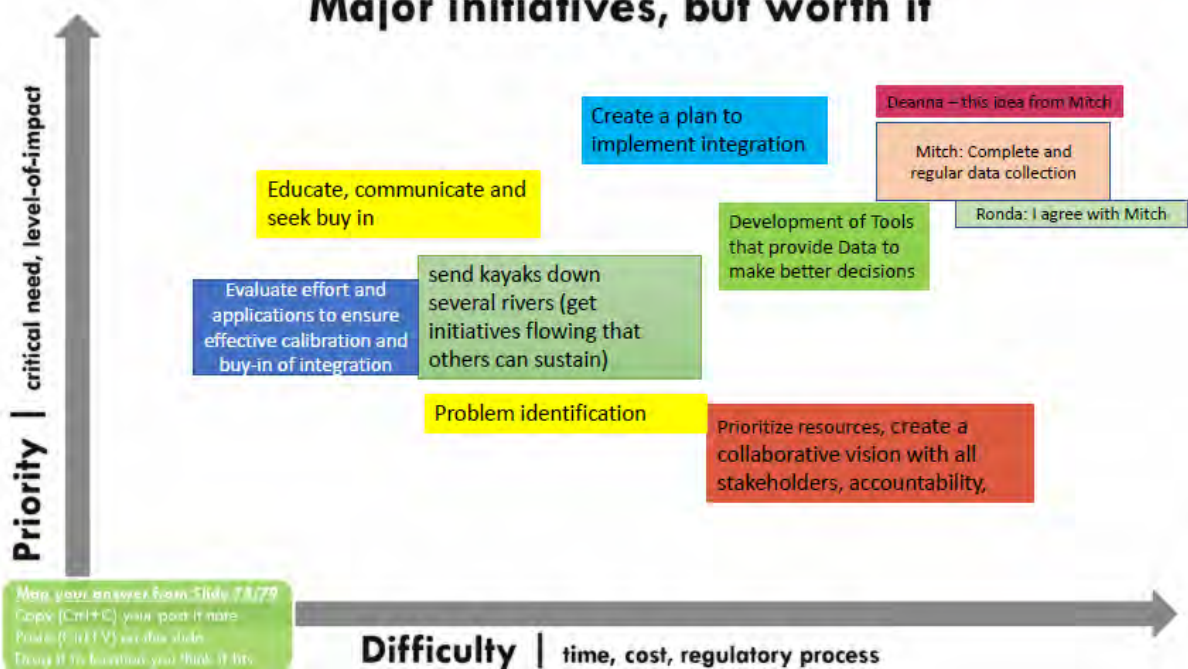 Major initiatives, but worth it
Priority | critical need, level-of-impact
Deanna – this idea from Mitch
Create a plan to
implement integration
Mitch: Complete and
regular data collection
Educate, communicate and
seek buy in
Ronda: I agree with Mitch
Development of Tools
that provide Data to
make better decisions
Evaluate effort and
applications to ensure
effective calibration and
buy-in of integration
send kayaks down
several rivers (get
initiatives flowing that
others can sustain)
Problem identification
Prioritize resources, create a
collaborative vision with all
stakeholders, accountability,
Map your answer from Slide 78/79
Copy (Ctrl+C) your post it note
Paste (Ctrl+V) on this slide
Drag it to location you think it fits
Difficulty | time, cost, regulatory process